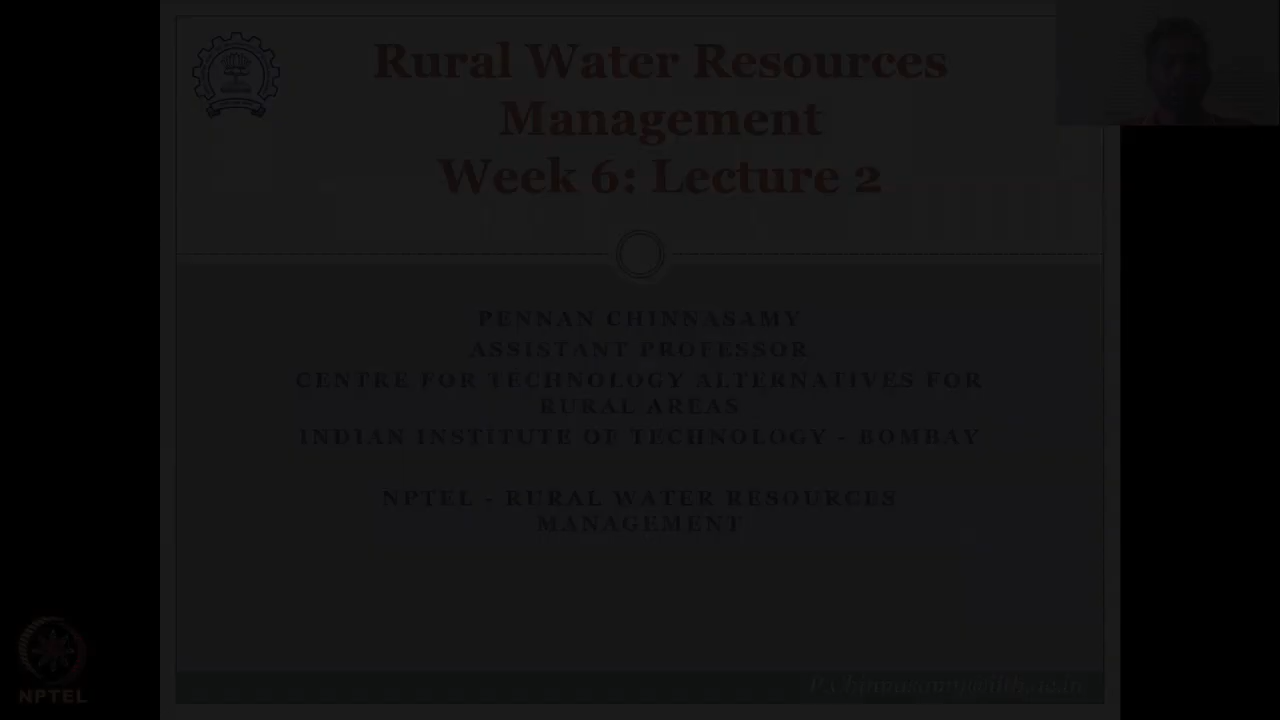 Rural Water Resources
Management
Week 6: Lecture 2
PENNAN CHINNASAMY
ASSISTANT PROFESSOR
CENTRE FOR TECHNOLOGY ALTERNATIVES FOR
RURAL AREAS
INDIAN INSTITUTE OF TECHNOLOGY - BOMBAY
NPTEL - RURAL WATER RESOURCES
MANAGEMENT
NPTEL